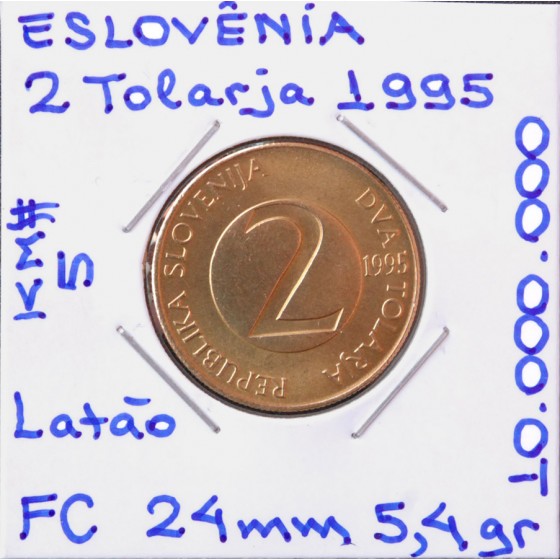 ESLOVÊNIA
2 Tolarja 1995
KM#
5
10.000.000
REPUBLIKA SLOVENIJA
DVA TOLARJA
1995
2
Latão
FC 24mm 5,4gr